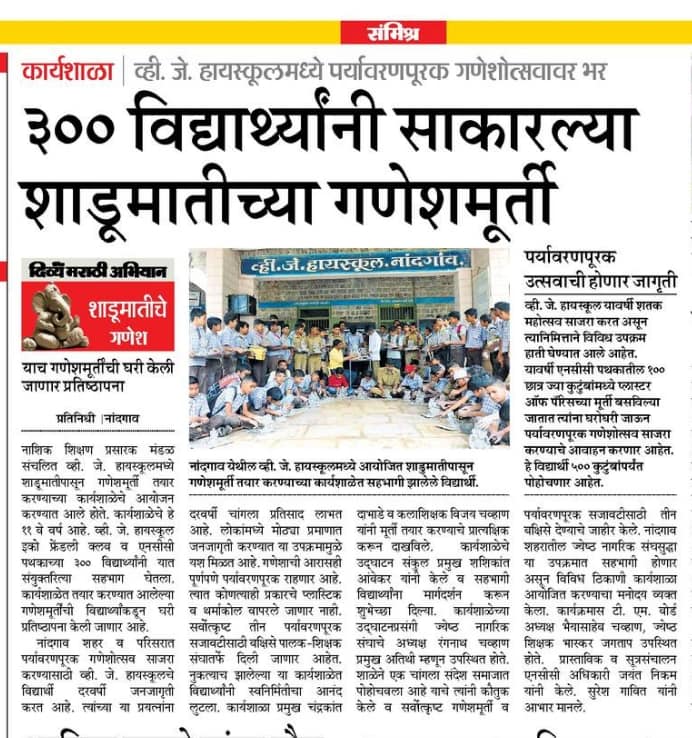 संमिश्र
कार्यशाळा | व्ही. जे. हायस्कूलमध्ये पर्यावरणपूरक गणेशोत्सवावर भर
३०० विद्यार्थ्यांनी साकारल्या
शाडूमातीच्या गणेशमूर्ती
दिव्य मराठी अभियान
शाडूमातीचे
गणेश
याच गणेशमूर्तींची घरी केली
जाणार प्रतिष्ठापना
प्रतिनिधी | नांदगाव
नाशिक शिक्षण प्रसारक मंडळ
संचलित व्ही. जे. हायस्कूलमध्ये
शाडूमातीपासून गणेशमूर्ती तयार
करण्याच्या कार्यशाळेचे आयोजन
करण्यात आले होते. कार्यशाळेचे हे
११ वे वर्ष आहे. व्ही. जे. हायस्कूल
इको फ्रेंडली क्लव व एनसीसी
पथकाच्या ३०० विद्यार्थ्यांनी यात
संयुक्तरित्या सहभाग घेतला.
कार्यशाळेत तयार करण्यात आलेल्या
गणेशमूर्तींची विद्यार्थ्यांकडून घरी
प्रतिष्ठापना केली जाणार आहे.
नांदगाव शहर व परिसरात
पर्यावरणपूरक गणेशोत्सव साजरा
करण्यासाठी व्ही. जे. हायस्कूलचे
विद्यार्थी दरवर्षी जनजागृती
करत आहे. त्यांच्या या प्रयत्नांना
व्ही. जे. हायस्कूल. नांदगांव.
नांदगाव येथील व्ही. जे. हायस्कूलमध्ये आयोजित शाडूमातीपासून
गणेशमूर्ती तयार करण्याच्या कार्यशाळेत सहभागी झालेले विद्यार्थी.
दरवर्षी चांगला प्रतिसाद लाभत
आहे. लोकांमध्ये मोठ्या प्रमाणात
जनजागृती करण्यात या उपक्रमामुळे
यश मिळत आहे. गणेशाची आरासही
पूर्णपणे पर्यावरपूरक राहणार आहे.
त्यात कोणत्याही प्रकारचे प्लास्टिक
व थर्माकोल वापरले जाणार नाही.
सर्वोत्कृष्ट तीन पर्यावरणपूरक
सजावटीसाठी बक्षिसे पालक-शिक्षक
संघातर्फे दिली जाणार आहेत.
नुकत्याच झालेल्या या कार्यशाळेत
विद्यार्थ्यांनी स्वनिमिंतीचा आनंद
लुटला. कार्यशाळा प्रमुख चंद्रकांत
दाभाडे व कलाशिक्षक विजय चव्हाण
यांनी मूर्ती तयार करण्याचे प्रात्यक्षिक
करून दाखविले. कार्यशाळेचे
उद्घाटन संकुल प्रमुख शशिकांत
आंबेकर यांनी केले व सहभागी
विद्यार्थ्यांना मार्गदर्शन करून
शुभेच्छा दिल्या. कार्यशाळेच्या
उद्घाटनप्रसंगी ज्येष्ठ नागरिक
संघाचे अध्यक्ष रंगनाथ चव्हाण
प्रमुख अतिथी म्हणून उपस्थित होते.
शाळेने एक चांगला संदेश समाजात
पोहोचवला आहे याचे त्यांनी कौतुक
केले व सर्वोत्कृष्ट गणेशमूर्ती व
पर्यावरणपूरक
उत्सवाची होणार जागृती
व्ही. जे. हायस्कूल यावर्षी शतक
महोत्सव साजरा करत असून
त्यानिमित्ताने विविध उपक्रम
हाती घेण्यात आले आहेत.
यावर्षी एनसीसी पथकातील १००
छात्र ज्या कुटुंबांमध्ये प्लास्टर
ऑफ पॅरिसच्या मूर्ती बसविल्या
जातात त्यांना घरोघरी जाऊन
पर्यावरणपूरक गणेशोत्सव साजरा
करण्याचे आवाहन करणार आहेत.
हे विद्यार्थी ५०० कुटुंबांपर्यंत
पोहोचणार आहेत.
पर्यावरणपूरक सजावटीसाठी तीन
बक्षिसे देण्याचे जाहीर केले. नांदगाव
शहरातील ज्येष्ठ नागरिक संघसुद्धा
या उपक्रमात सहभागी होणार
असून विविध ठिकाणी कार्यशाळा
आयोजित करण्याचा मनोदय व्यक्त
केला. कार्यक्रमास टी. एम. वोर्ड
अध्यक्ष भैयासाहेब चव्हाण, ज्येष्ठ
शिक्षक भास्कर जगताप उपस्थित
होते. प्रास्ताविक व सुत्रसंचालन
एनसीसी अधिकारी जयंत निकम
यांनी केले. सुरेश गावित यांनी
आभार मानले.